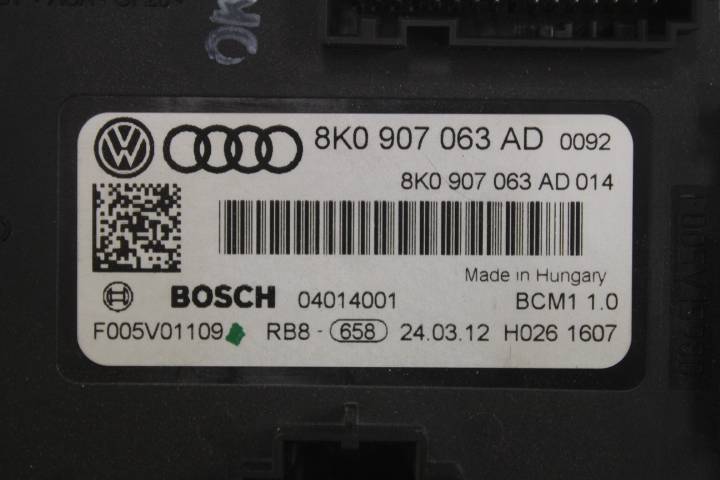 8K0 907 063 AD 0092
8K0 907 063 AD 014
Made in Hungary
BOSCH 04014001 BCM1 1.0
F005V01109 RB8 - 658 24.03.12 H026 1607